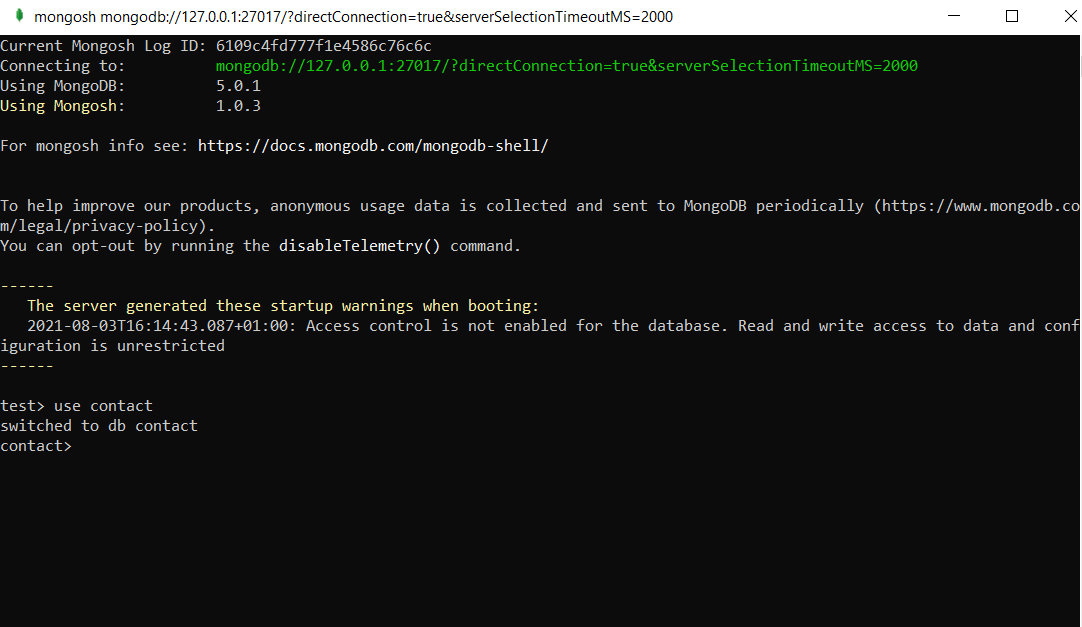 mongosh mongodb://127.0.0.1:27017/?directConnection=true&serverSelectionTimeoutMS=2000
Current Mongosh Log ID: 6109c4fd777f1e4586c76c6c
Connecting to:          mongodb://127.0.0.1:27017/?directConnection=true&serverSelectionTimeoutMS=2000
Using MongoDB:          5.0.1
Using Mongosh:          1.0.3
For mongosh info see: https://docs.mongodb.com/mongodb-shell/
To help improve our products, anonymous usage data is collected and sent to MongoDB periodically (https://www.mongodb.co
m/legal/privacy-policy).
You can opt-out by running the disableTelemetry() command.
------
   The server generated these startup warnings when booting:
   2021-08-03T16:14:43.087+01:00: Access control is not enabled for the database. Read and write access to data and conf
iguration is unrestricted
------
test> use contact
switched to db contact
contact>